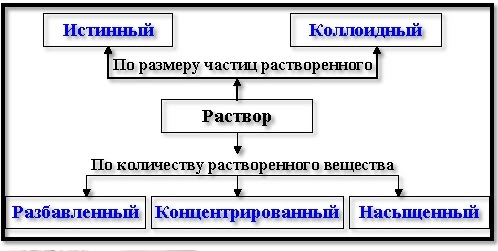 Истинный Коллоидный
По размеру частиц растворенного
Раствор
По количеству растворенного вещества
Разбавленный Концентрированный Насыщенный